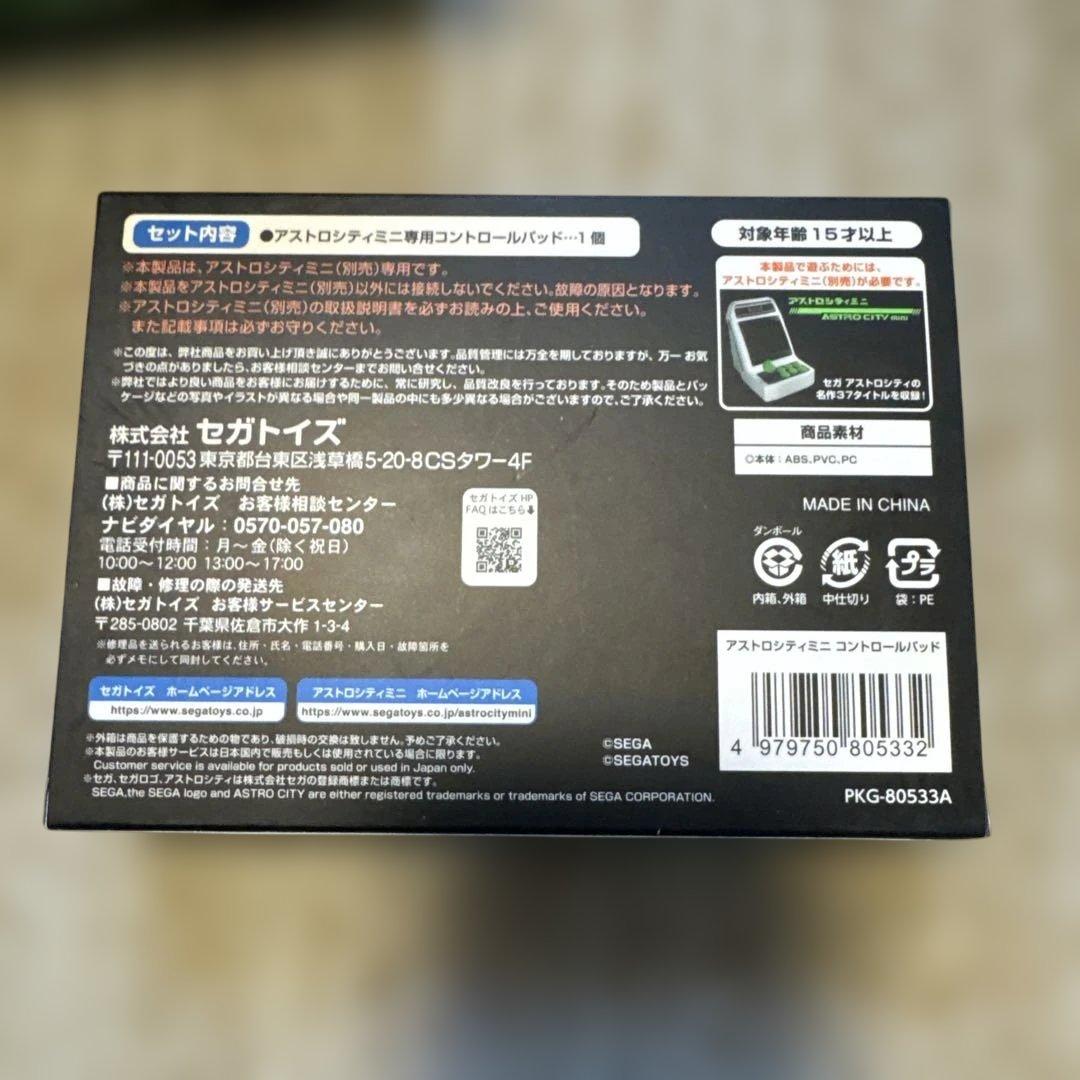 セット内容 ●アストロシティミニ専用コントロールパッド…1個
※本製品は、アストロシティミニ(別売)専用です。
※本製品をアストロシティミニ(別売)以外には接続しないでください。故障の原因となります。
※アストロシティミニ(別売)の取扱説明書を必ずお読みの上、ご使用ください。
また記載事項は必ずお守りください。
※この度は、弊社商品をお買い上げ頂き誠にありがとうございます。品質管理には万全を期しておりますが、万一 お気
づきの点がありましたら、お客様相談センターまでお問い合せください。
※弊社ではより良い商品をお客様にお届けするために、常に研究し、品質改良を行っております。そのため製品とパッ
ケージなどの写真やイラストが異なる場合や同一製品の中にも多少異なる場合がございますので、ご了承ください。
株式会社 セガトイズ
〒111-0053 東京都台東区浅草橋5-20-8 CSタワー4F
■商品に関するお問合せ先
(株)セガトイズ お客様相談センター
ナビダイヤル：0570-057-080
電話受付時間：月～金(除く祝日)
10:00～12:00 13:00～17:00
■故障・修理の際の発送先
(株)セガトイズ お客様サービスセンター
〒285-0802 千葉県佐倉市大作 1-3-4
※修理品を送られるお客様は、住所・氏名・電話番号・購入日・故障箇所を
必ずメモにして同封してください。
セガトイズHP
FAQはこちら⬇
セガトイズ ホームページアドレス
https://www.segatoys.co.jp
アストロシティミニ ホームページアドレス
https://www.segatoys.co.jp/astrocitymini
※外箱は商品を保護するための物であり、破損時の交換は致しません。予めご了承ください。
※本製品のお客様サービスは日本国内で販売もしくは使用されている場合に限ります。
Customer service is available for products sold or used in Japan only.
※セガ、セガロゴ、アストロシティは株式会社セガの登録商標または商標です。
SEGA,the SEGA logo and ASTRO CITY are either registered trademarks or trademarks of SEGA CORPORATION.
©SEGA
©SEGATOYS
対象年齢15才以上
本製品で遊ぶためには、
アストロシティミニ(別売)が必要です。
アストロシティミニ
ASTRO CITY mini
セガ アストロシティの
名作37タイトルを収録！
商品素材
◎本体：ABS、PVC、PC
MADE IN CHINA
ダンボール
内箱、外箱
紙
中仕切り
プラ
袋：PE
アストロシティミニ コントロールパッド
4 979750 805332
PKG-80533A